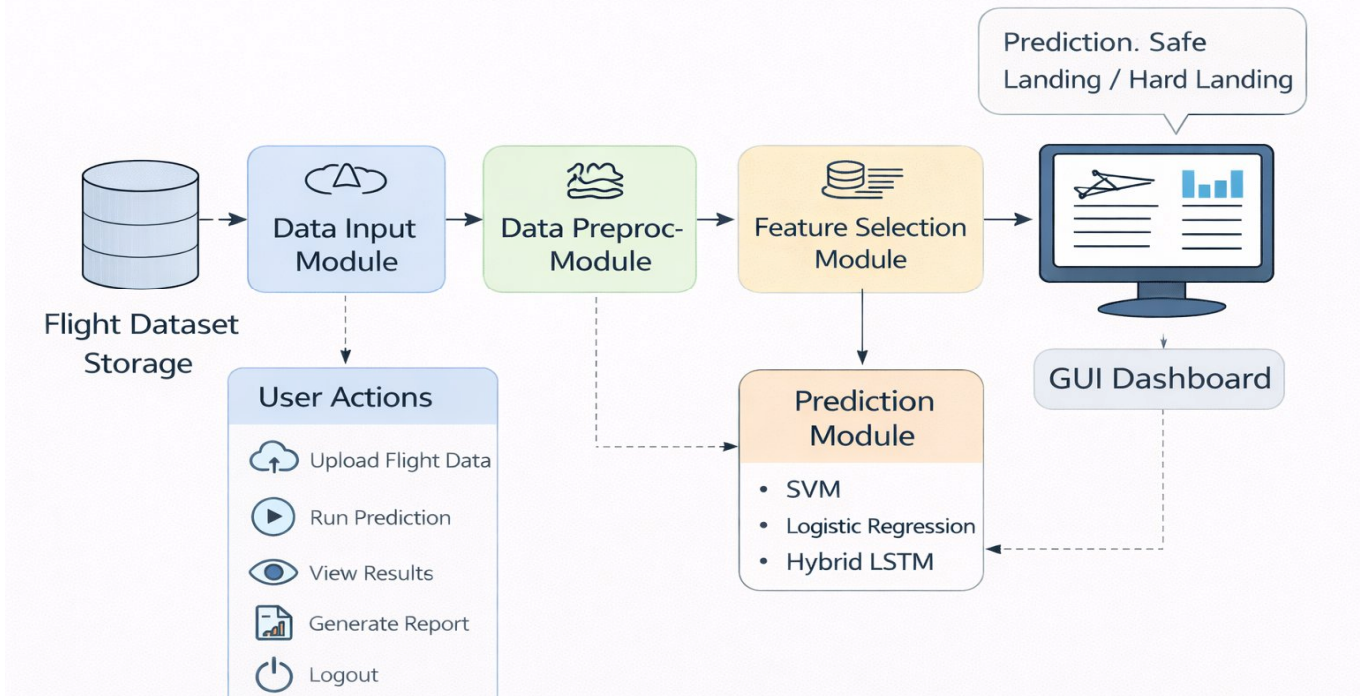 Prediction. Safe
Landing / Hard Landing
Data Input
Module
Data Preproc-
Module
Feature Selection
Module
Flight Dataset
Storage
User Actions
Upload Flight Data
Run Prediction
View Results
Generate Report
Logout
Prediction
Module
• SVM
• Logistic Regression
• Hybrid LSTM
GUI Dashboard